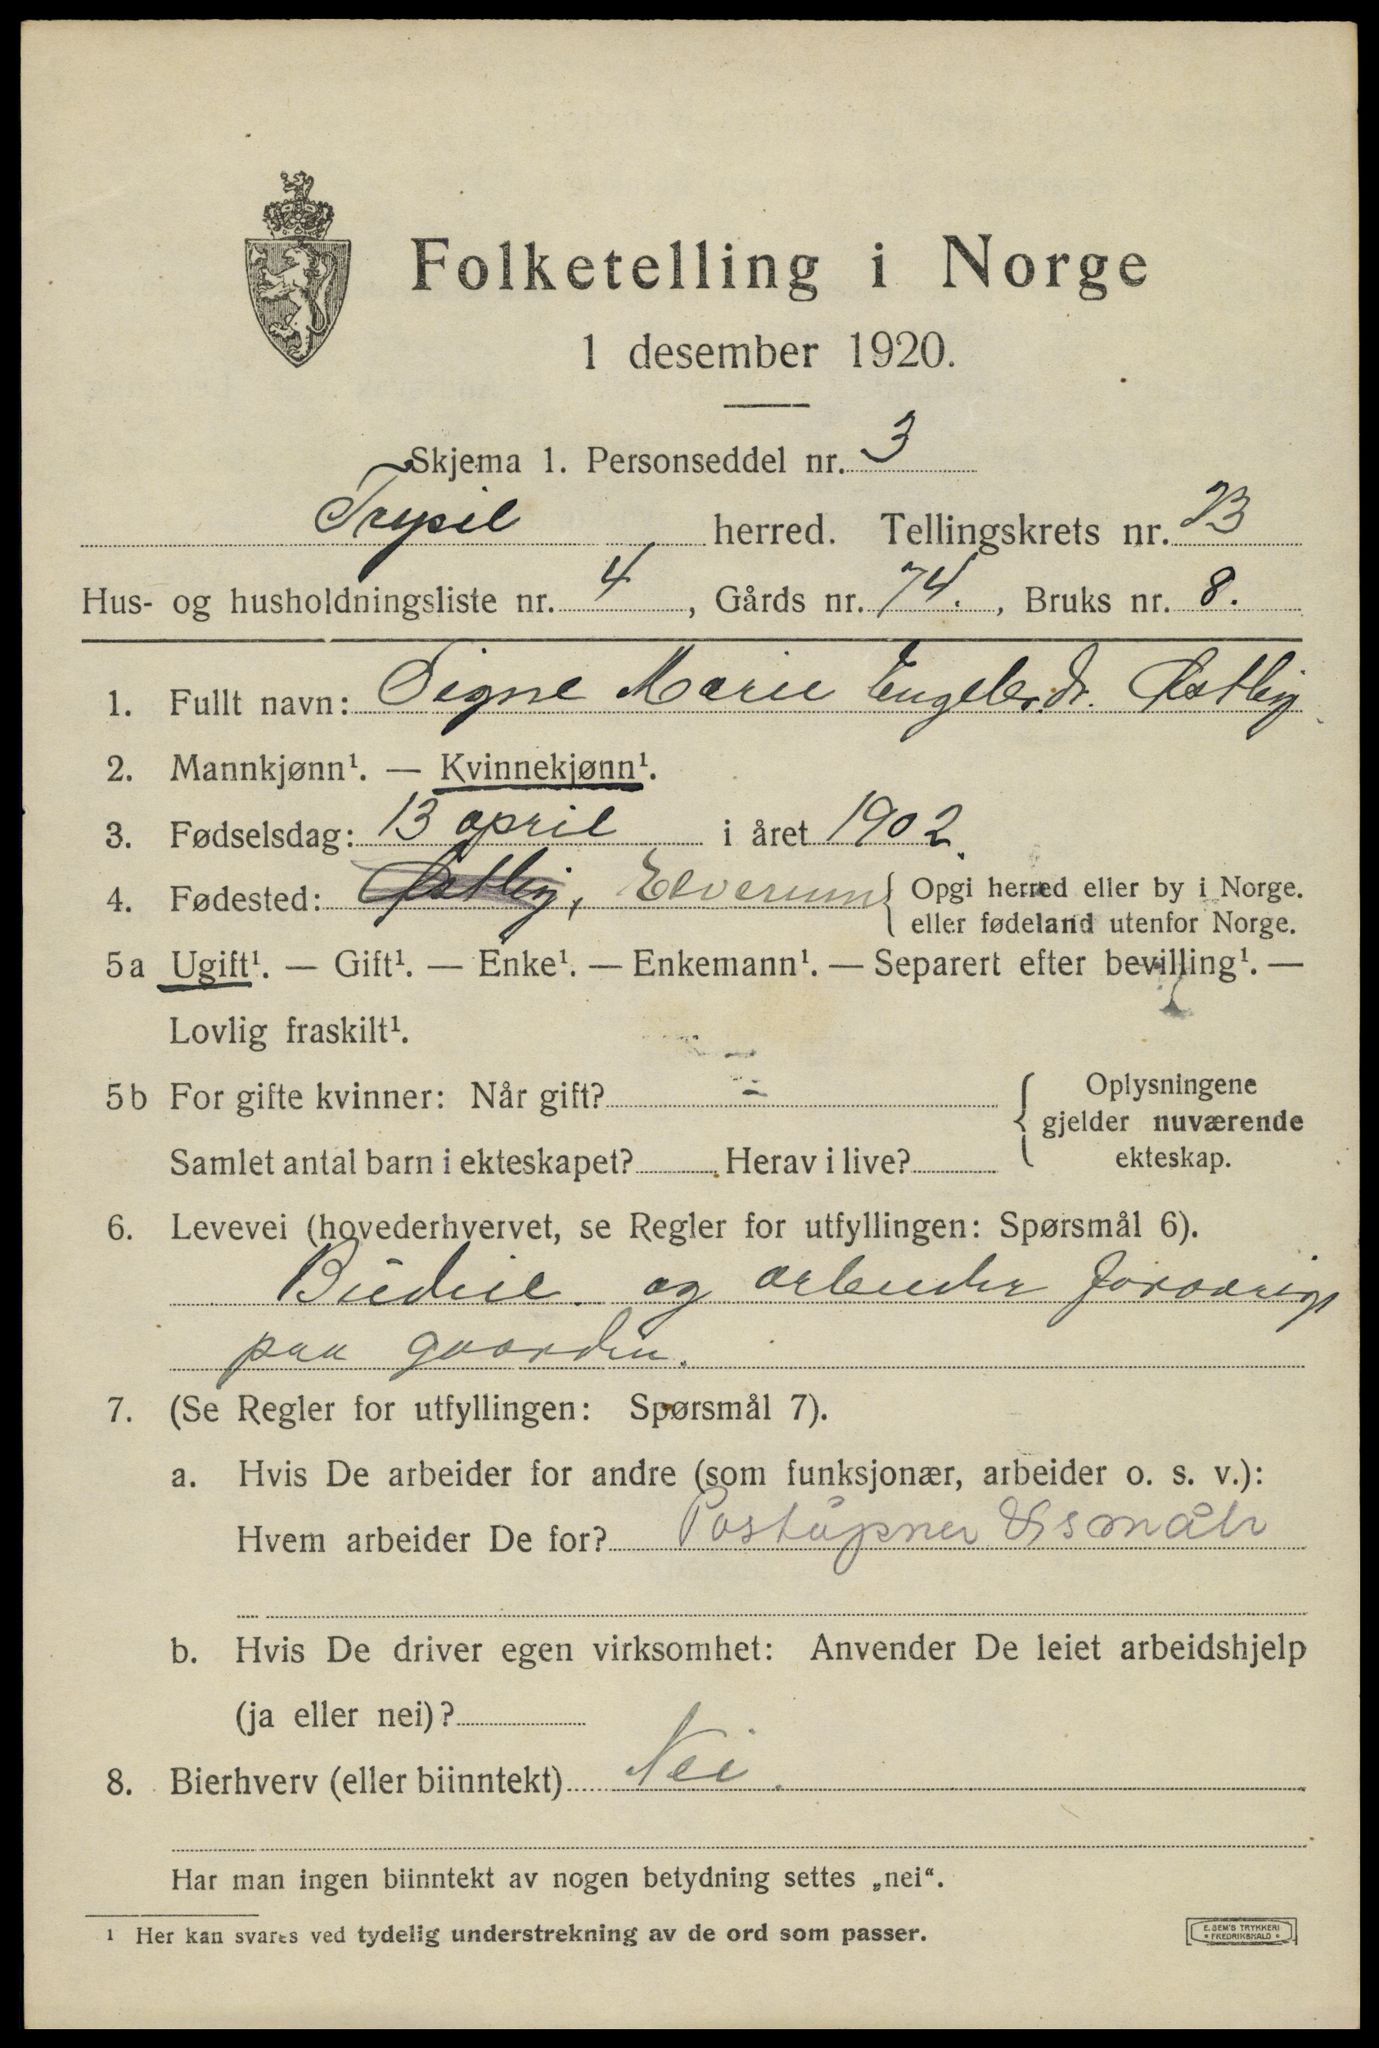 Folketelling i Norge
1 desember 1920.
Skjema 1. Personseddel nr. 3
Trysil herred. Tellingskrets nr. 23
Hus- og husholdningsliste nr. 4, Gårds nr. 74., Bruks nr. 8.
1. Fullt navn: Signe Marie Engebr.dr. Østby
2. Mannkjønn¹. — Kvinnekjønn¹.
3. Fødselsdag: 13 april i året 1902.
4. Fødested: Østby, Elverum { Opgi herred eller by i Norge.
eller fødeland utenfor Norge.
5a Ugift¹. — Gift¹. — Enke¹. — Enkemann¹. — Separert efter bevilling¹. —
Lovlig fraskilt¹.
5b For gifte kvinner: Når gift? -
Samlet antal barn i ekteskapet? Herav i live?
{ Oplysningene
gjelder nuværende
ekteskap.
6. Levevei (hovederhvervet, se Regler for utfyllingen: Spørsmål 6).
Budeie og arbeider forøvrigt
paa gaarden.
7. (Se Regler for utfyllingen: Spørsmål 7).
a. Hvis De arbeider for andre (som funksjonær, arbeider o. s. v.):
Hvem arbeider De for? Poståpner
b. Hvis De driver egen virksomhet: Anvender De leiet arbeidshjelp
(ja eller nei)?
8. Bierhverv (eller biinntekt) Nei.
Har man ingen biinntekt av nogen betydning settes „nei“.
¹ Her kan svares ved tydelig understrekning av de ord som passer.
E. SEM'S TRYKKERI
• FREDRIKSHALD •